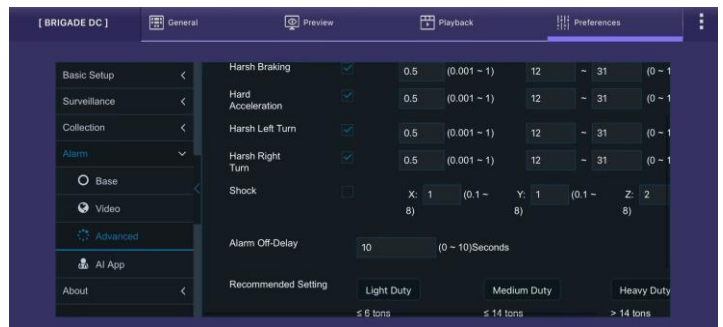 [ BRIGADE DC ] General Preview Playback Preferences
Basic Setup
Surveillance
Collection
Alarm
Base
Video
Advanced
AI App
About
Harsh Braking 0.5 (0.001 ~ 1) 12 ~ 31 (0 ~ 1
Hard
Acceleration 0.5 (0.001 ~ 1) 12 ~ 31 (0 ~ 1
Harsh Left Turn 0.5 (0.001 ~ 1) 12 ~ 31 (0 ~ 1
Harsh Right
Turn 0.5 (0.001 ~ 1) 12 ~ 31 (0 ~ 1
Shock X: 1 (0.1 ~ Y: 1 (0.1 ~ Z: 2
8) 8) 8)
Alarm Off-Delay 10 (0 ~ 10)Seconds
Recommended Setting Light Duty Medium Duty Heavy Duty
≤ 6 tons ≤ 14 tons > 14 tons